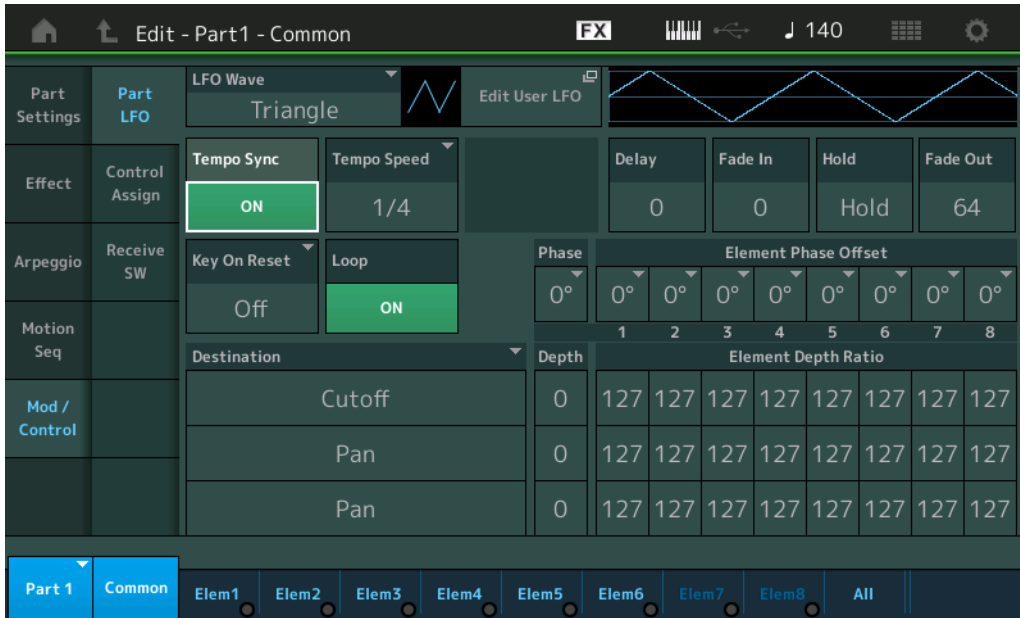 Edit - Part1 - Common
FX
♩ 140
Part
Settings
Effect
Arpeggio
Motion
Seq
Mod /
Control
Part
LFO
Control
Assign
Receive
SW
LFO Wave
Triangle
Edit User LFO
Tempo Sync
ON
Tempo Speed
1/4
Delay
0
Fade In
0
Hold
Hold
Fade Out
64
Key On Reset
Off
Loop
ON
Phase
0°
Element Phase Offset
0° 0° 0° 0° 0° 0° 0° 0°
1 2 3 4 5 6 7 8
Destination Depth Element Depth Ratio
Cutoff 0 127 127 127 127 127 127 127 127
Pan 0 127 127 127 127 127 127 127 127
Pan 0 127 127 127 127 127 127 127 127
Part 1 Common Elem1 Elem2 Elem3 Elem4 Elem5 Elem6 Elem7 Elem8 All